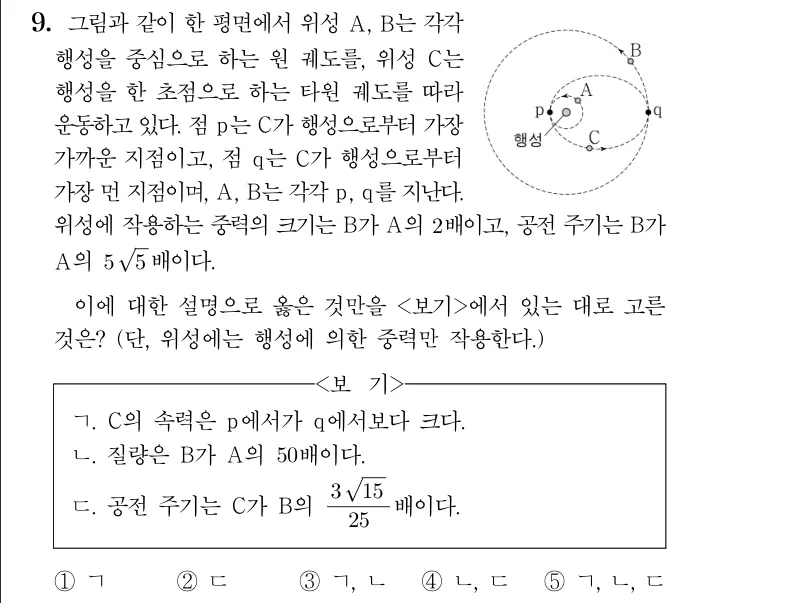 9. 그림과 같이 한 평면에서 위성 A, B는 각각
행성을 중심으로 하는 원 궤도를, 위성 C는
행성을 한 초점으로 하는 타원 궤도를 따라
운동하고 있다. 점 p는 C가 행성으로부터 가장
가까운 지점이고, 점 q는 C가 행성으로부터
가장 먼 지점이며, A, B는 각각 p, q를 지난다.
위성에 작용하는 중력의 크기는 B가 A의 2배이고, 공전 주기는 B가
A의 5√5배이다.
B
A
p
q
행성
C
이에 대한 설명으로 옳은 것만을 <보기>에서 있는 대로 고른
것은? (단, 위성에는 행성에 의한 중력만 작용한다.)
<보 기>
ㄱ. C의 속력은 p에서가 q에서보다 크다.
ㄴ. 질량은 B가 A의 50배이다.
ㄷ. 공전 주기는 C가 B의 3√15/25배이다.
① ㄱ ② ㄷ ③ ㄱ, ㄴ ④ ㄴ, ㄷ ⑤ ㄱ, ㄴ, ㄷ